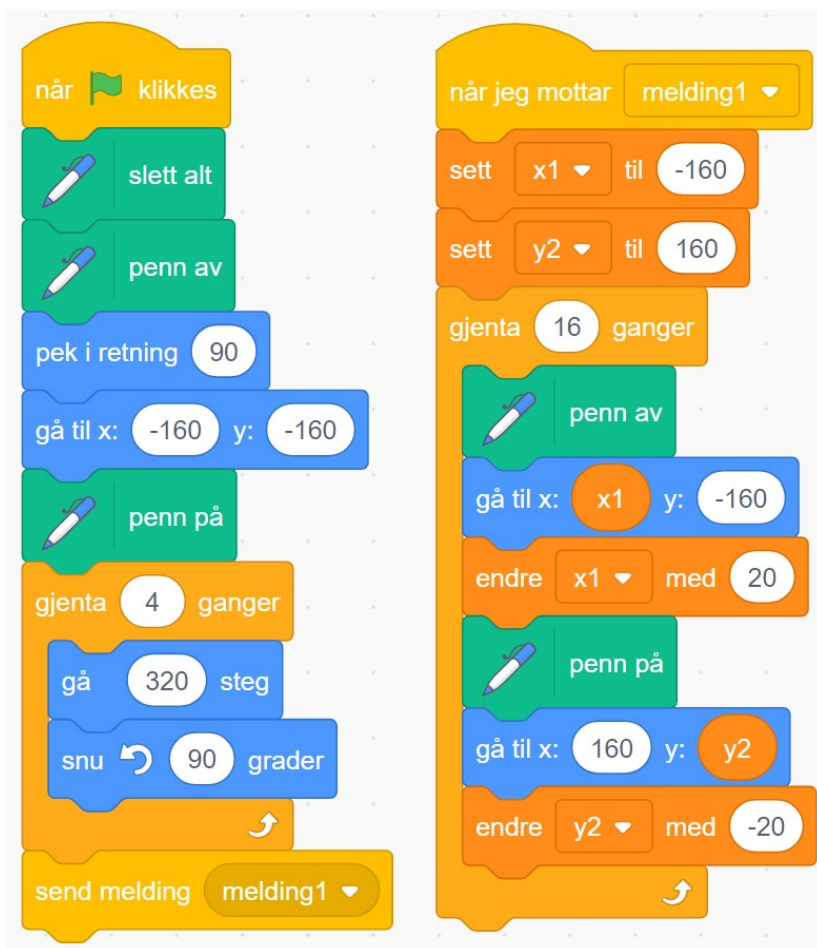 når klikkes
slett alt
penn av
pek i retning 90
gå til x: -160 y: -160
penn på
gjenta 4 ganger
gå 320 steg
snu 90 grader
send melding melding1
når jeg mottar melding1
sett x1 til -160
sett y2 til 160
gjenta 16 ganger
penn av
gå til x: x1 y: -160
endre x1 med 20
penn på
gå til x: 160 y: y2
endre y2 med -20